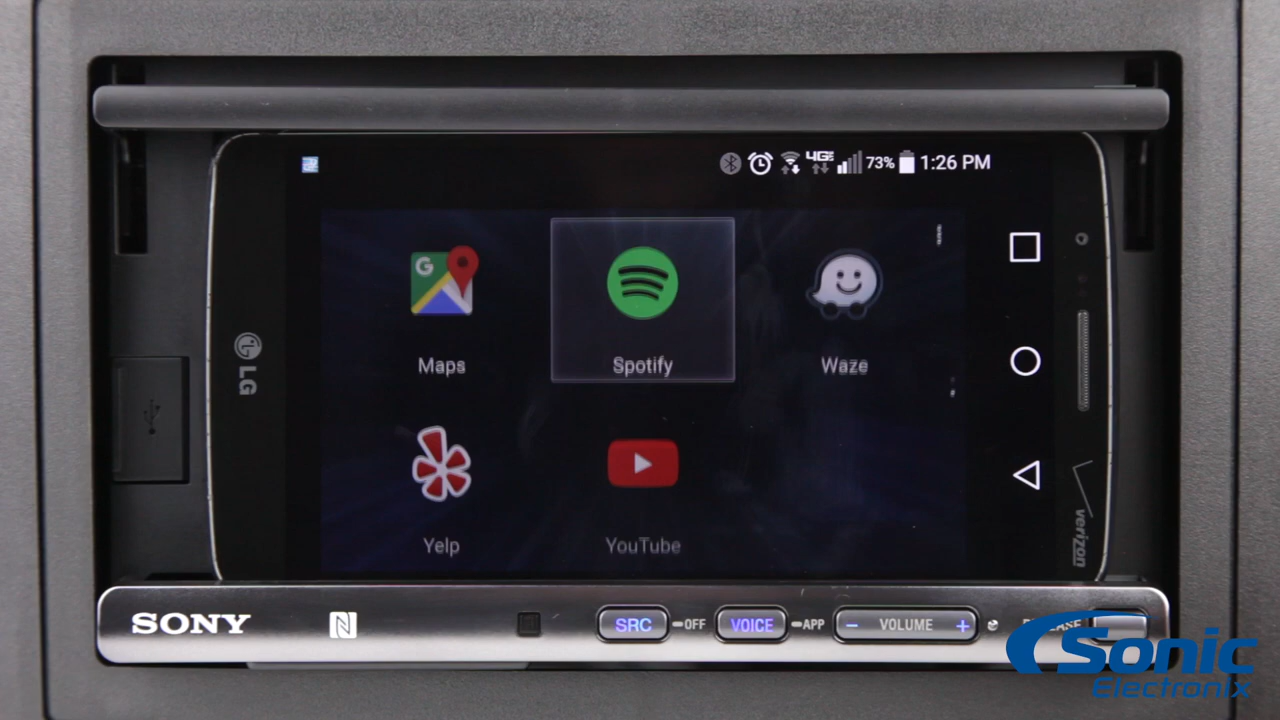 4G
73% 1:26 PM
G
Maps
Spotify
Waze
LG
Yelp
YouTube
verizon
SONY
SRC
OFF
VOICE
APP
− VOLUME +
Sonic
Electronix